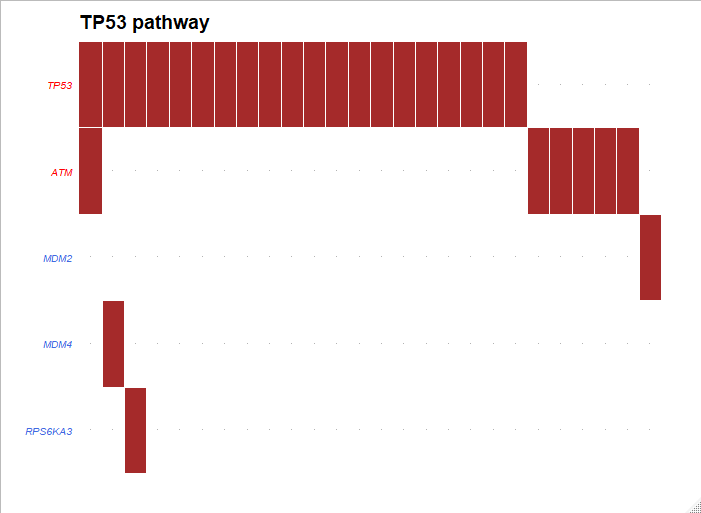 TP53 pathway
TP53
ATM
MDM2
MDM4
RPS6KA3